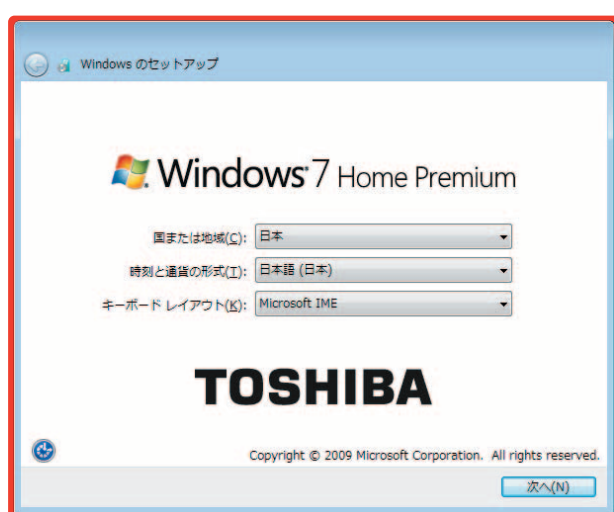 Windows のセットアップ
Windows 7 Home Premium
国または地域(C): 日本
時刻と通貨の形式(T): 日本語 (日本)
キーボード レイアウト(K): Microsoft IME
TOSHIBA
Copyright © 2009 Microsoft Corporation. All rights reserved.
次へ(N)